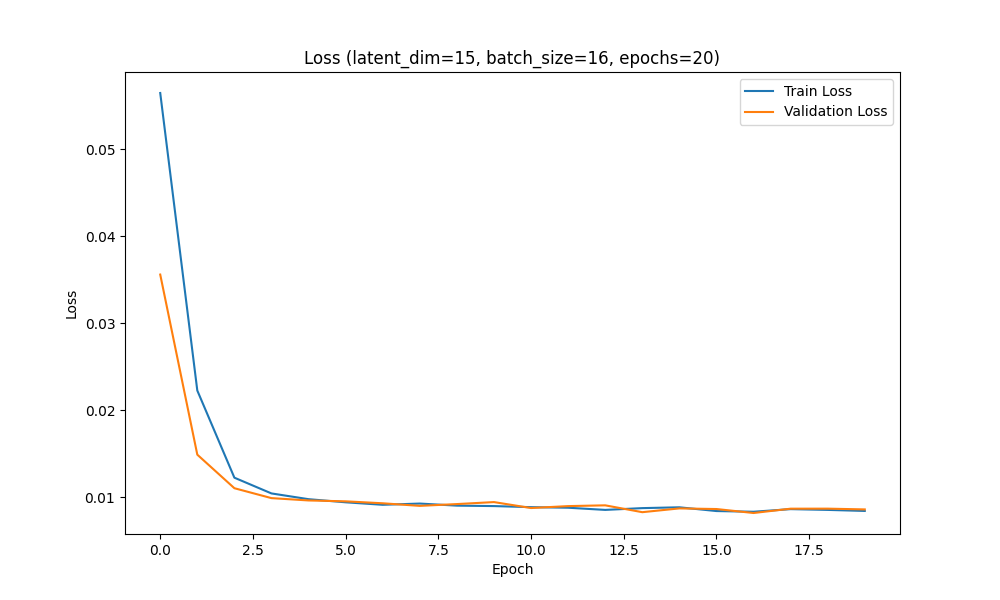 Loss (latent_dim=15, batch_size=16, epochs=20)
Train Loss
Validation Loss
0.05
0.04
0.03
0.02
0.01
Loss
0.0 2.5 5.0 7.5 10.0 12.5 15.0 17.5
Epoch